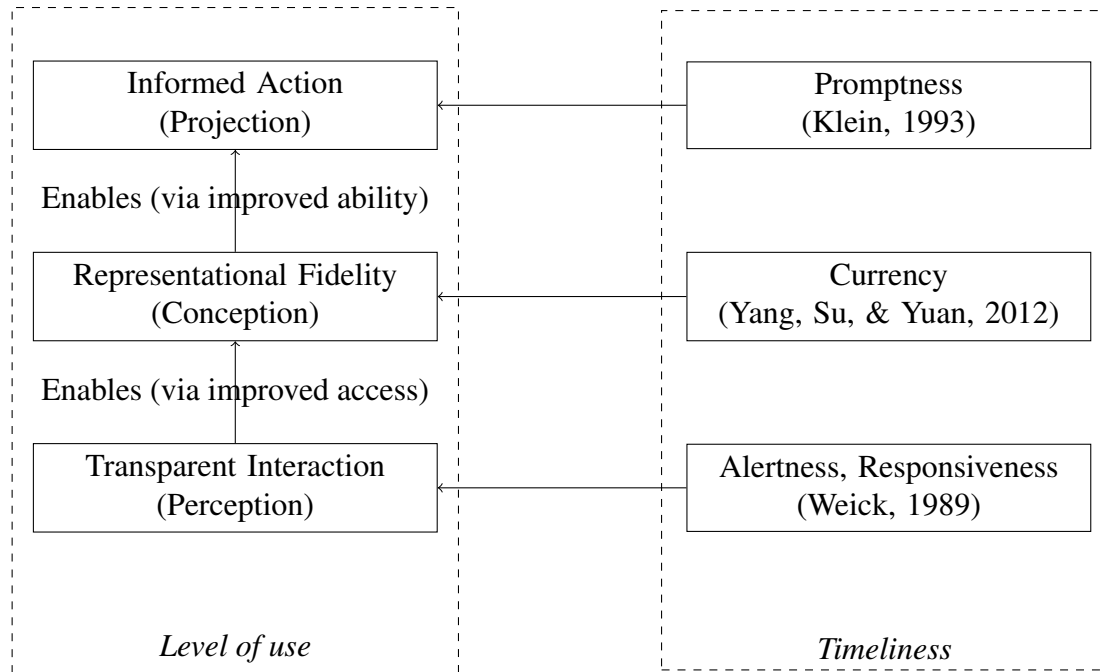 Informed Action
(Projection)
Promptness
(Klein, 1993)
Enables (via improved ability)
Representational Fidelity
(Conception)
Currency
(Yang, Su, & Yuan, 2012)
Enables (via improved access)
Transparent Interaction
(Perception)
Alertness, Responsiveness
(Weick, 1989)
Level of use
Timeliness